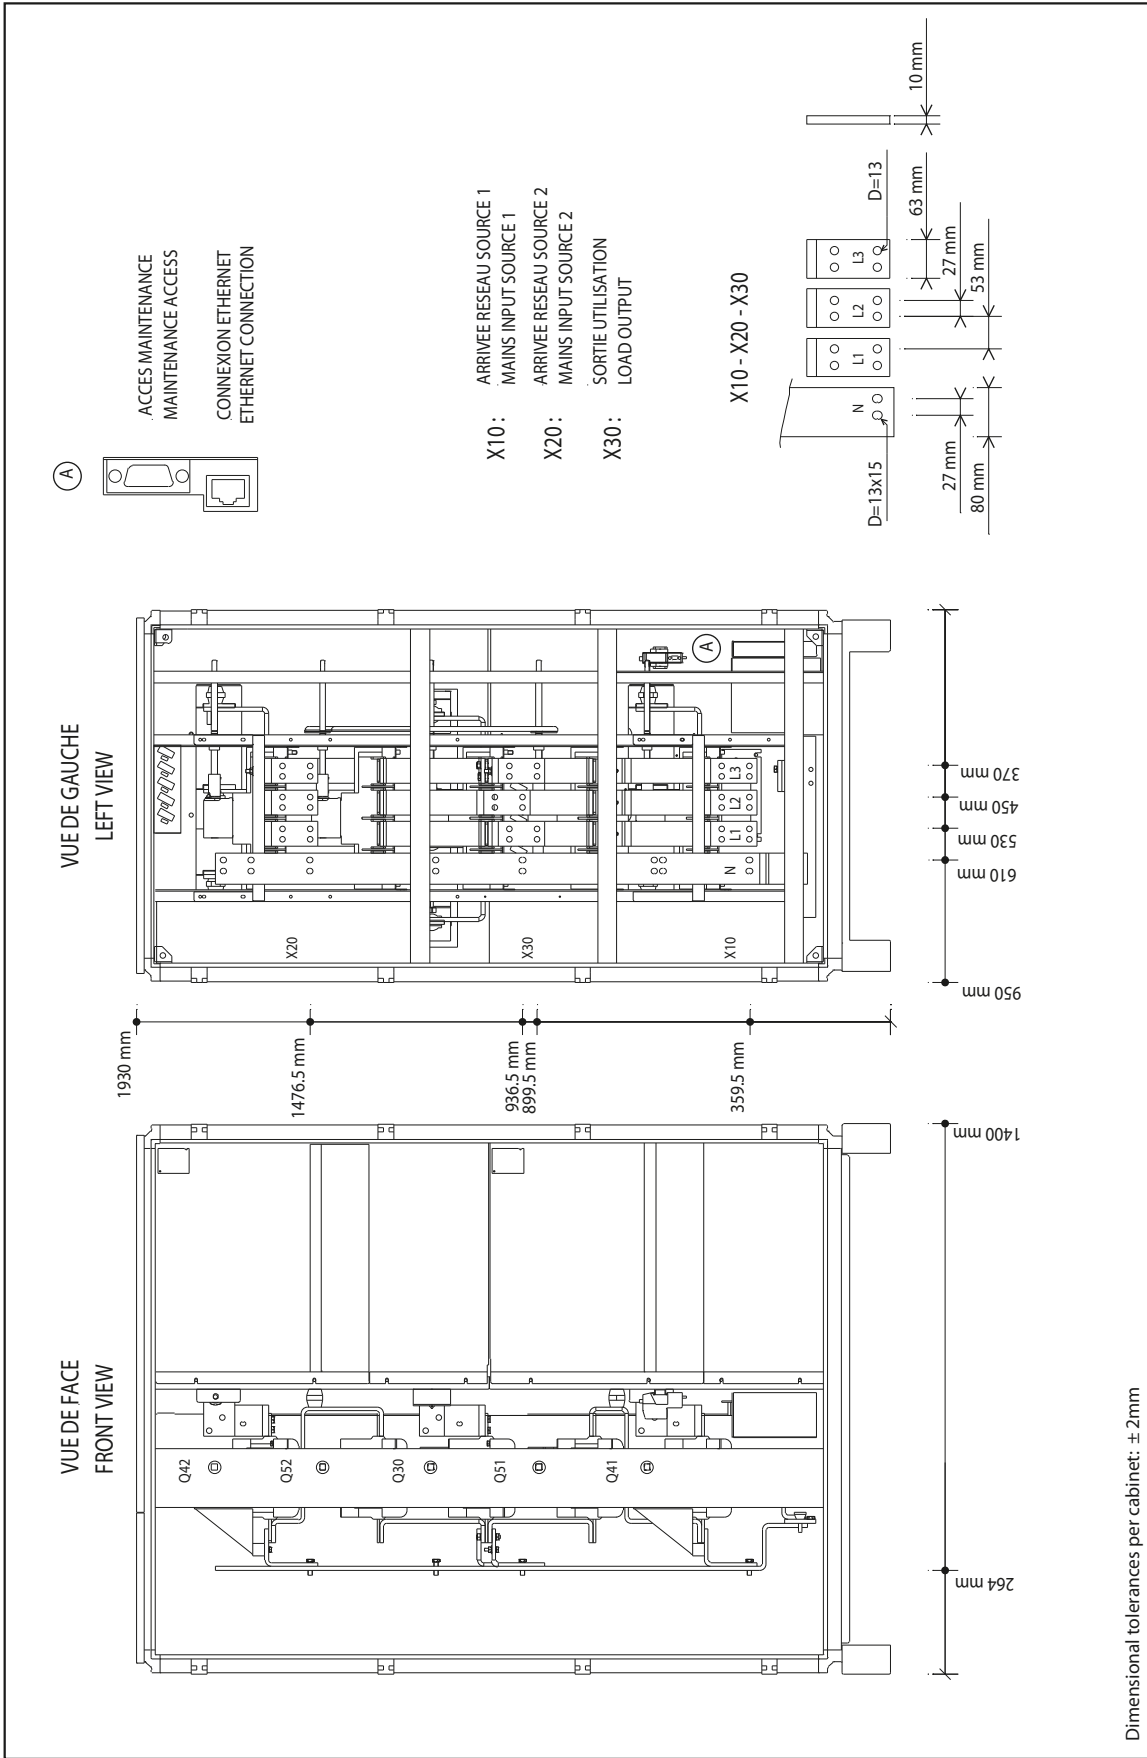 VUE DE FACE
FRONT VIEW
Q42
Q52
Q30
Q51
Q41
264 mm
1400 mm
1930 mm
1476.5 mm
936.5 mm
899.5 mm
359.5 mm
VUE DE GAUCHE
LEFT VIEW
X20
X30
X10
N
L1
L2
L3
A
950 mm
610 mm
530 mm
450 mm
370 mm
A
ACCES MAINTENANCE
MAINTENANCE ACCESS
CONNEXION ETHERNET
ETHERNET CONNECTION
X10 : ARRIVEE RESEAU SOURCE 1
MAINS INPUT SOURCE 1
X20 : ARRIVEE RESEAU SOURCE 2
MAINS INPUT SOURCE 2
X30 : SORTIE UTILISATION
LOAD OUTPUT
X10 - X20 - X30
N
L1
L2
L3
D=13x15
D=13
10 mm
63 mm
27 mm
27 mm
53 mm
80 mm
Dimensional tolerances per cabinet: ± 2mm